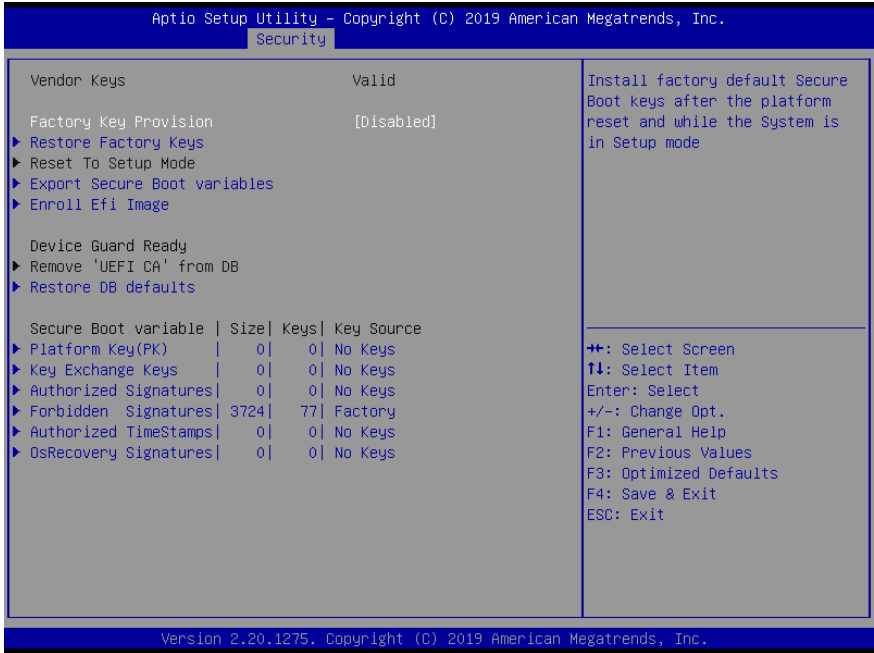 Aptio Setup Utility – Copyright (C) 2019 American Megatrends, Inc.
Security
Vendor Keys Valid
Factory Key Provision [Disabled]
Restore Factory Keys
Reset To Setup Mode
Export Secure Boot variables
Enroll Efi Image
Device Guard Ready
Remove 'UEFI CA' from DB
Restore DB defaults
Secure Boot variable | Size| Keys| Key Source
Platform Key(PK) | 0| 0| No Keys
Key Exchange Keys | 0| 0| No Keys
Authorized Signatures| 0| 0| No Keys
Forbidden Signatures| 3724| 77| Factory
Authorized TimeStamps| 0| 0| No Keys
OsRecovery Signatures| 0| 0| No Keys
Install factory default Secure
Boot keys after the platform
reset and while the System is
in Setup mode
→←: Select Screen
↑↓: Select Item
Enter: Select
+/-: Change Opt.
F1: General Help
F2: Previous Values
F3: Optimized Defaults
F4: Save & Exit
ESC: Exit
Version 2.20.1275. Copyright (C) 2019 American Megatrends, Inc.